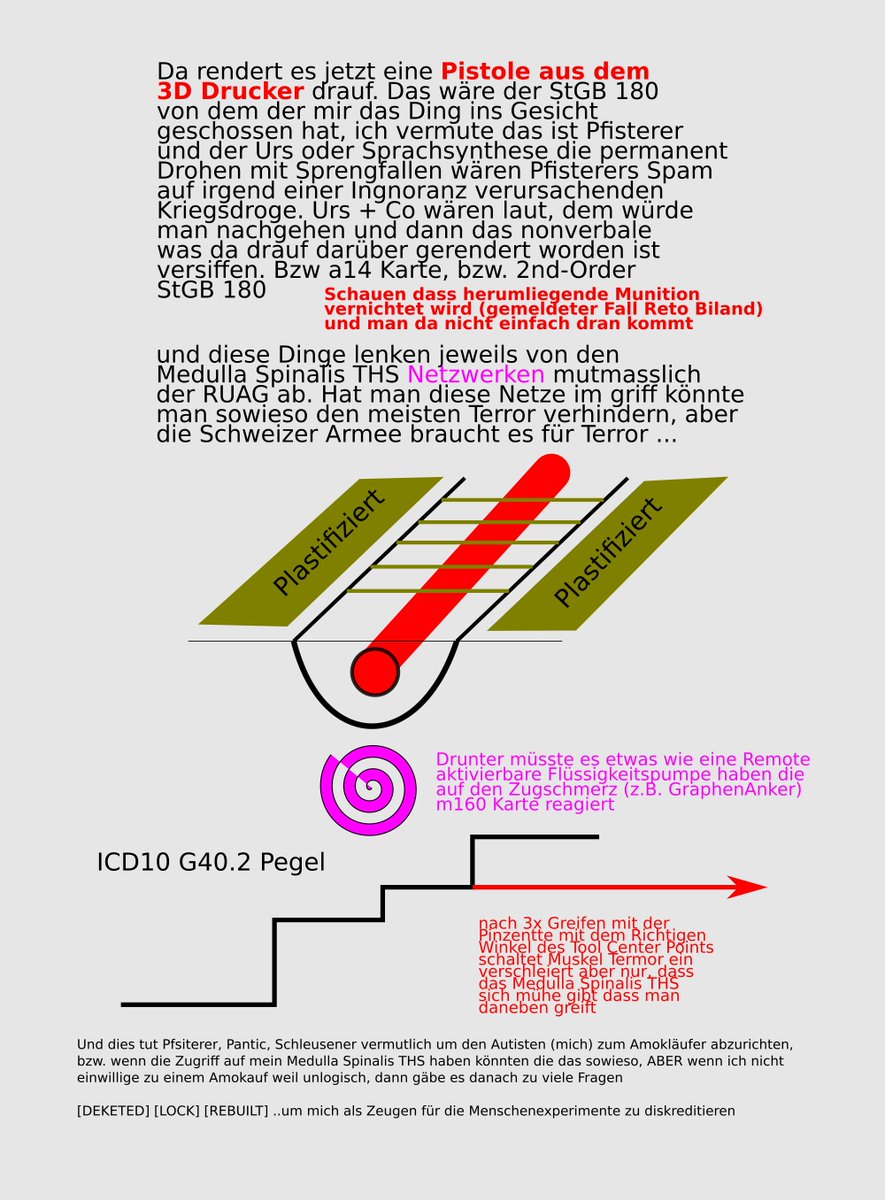 Da rendert es jetzt eine Pistole aus dem
3D Drucker drauf. Das wäre der StGB 180
von dem der mir das Ding ins Gesicht
geschossen hat, ich vermute das ist Pfisterer
und der Urs oder Sprachsynthese die permanent
Drohen mit Sprengfallen wären Pfisterers Spam
auf irgend einer Ingnoranz verursachenden
Kriegsdroge. Urs + Co wären laut, dem würde
man nachgehen und dann das nonverbale
was da drauf darüber gerendert worden ist
versiffen. Bzw a14 Karte, bzw. 2nd-Order
StGB 180
Schauen dass herumliegende Munition
vernichtet wird (gemeldeter Fall Reto Biland)
und man da nicht einfach dran kommt
und diese Dinge lenken jeweils von den
Medulla Spinalis THS Netzwerken mutmasslich
der RUAG ab. Hat man diese Netze im griff könnte
man sowieso den meisten Terror verhindern, aber
die Schweizer Armee braucht es für Terror ...
Plastifiziert
Plastifiziert
Drunter müsste es etwas wie eine Remote
aktivierbare Flüssigkeitspumpe haben die
auf den Zugschmerz (z.B. GraphenAnker)
m160 Karte reagiert
ICD10 G40.2 Pegel
nach 3x Greifen mit der
Pinzentte mit dem Richtigen
Winkel des Tool Center Points
schaltet Muskel Termor ein
verschleiert aber nur, dass
das Medulla Spinalis THS
sich mühe gibt dass man
daneben greift
Und dies tut Pfsiterer, Pantic, Schleusener vermutlich um den Autisten (mich) zum Amokläufer abzurichten,
bzw. wenn die Zugriff auf mein Medulla Spinalis THS haben könnten die das sowieso, ABER wenn ich nicht
einwillige zu einem Amokauf weil unlogisch, dann gäbe es danach zu viele Fragen
[DEKETED] [LOCK] [REBUILT] ..um mich als Zeugen für die Menschenexperimente zu diskreditieren